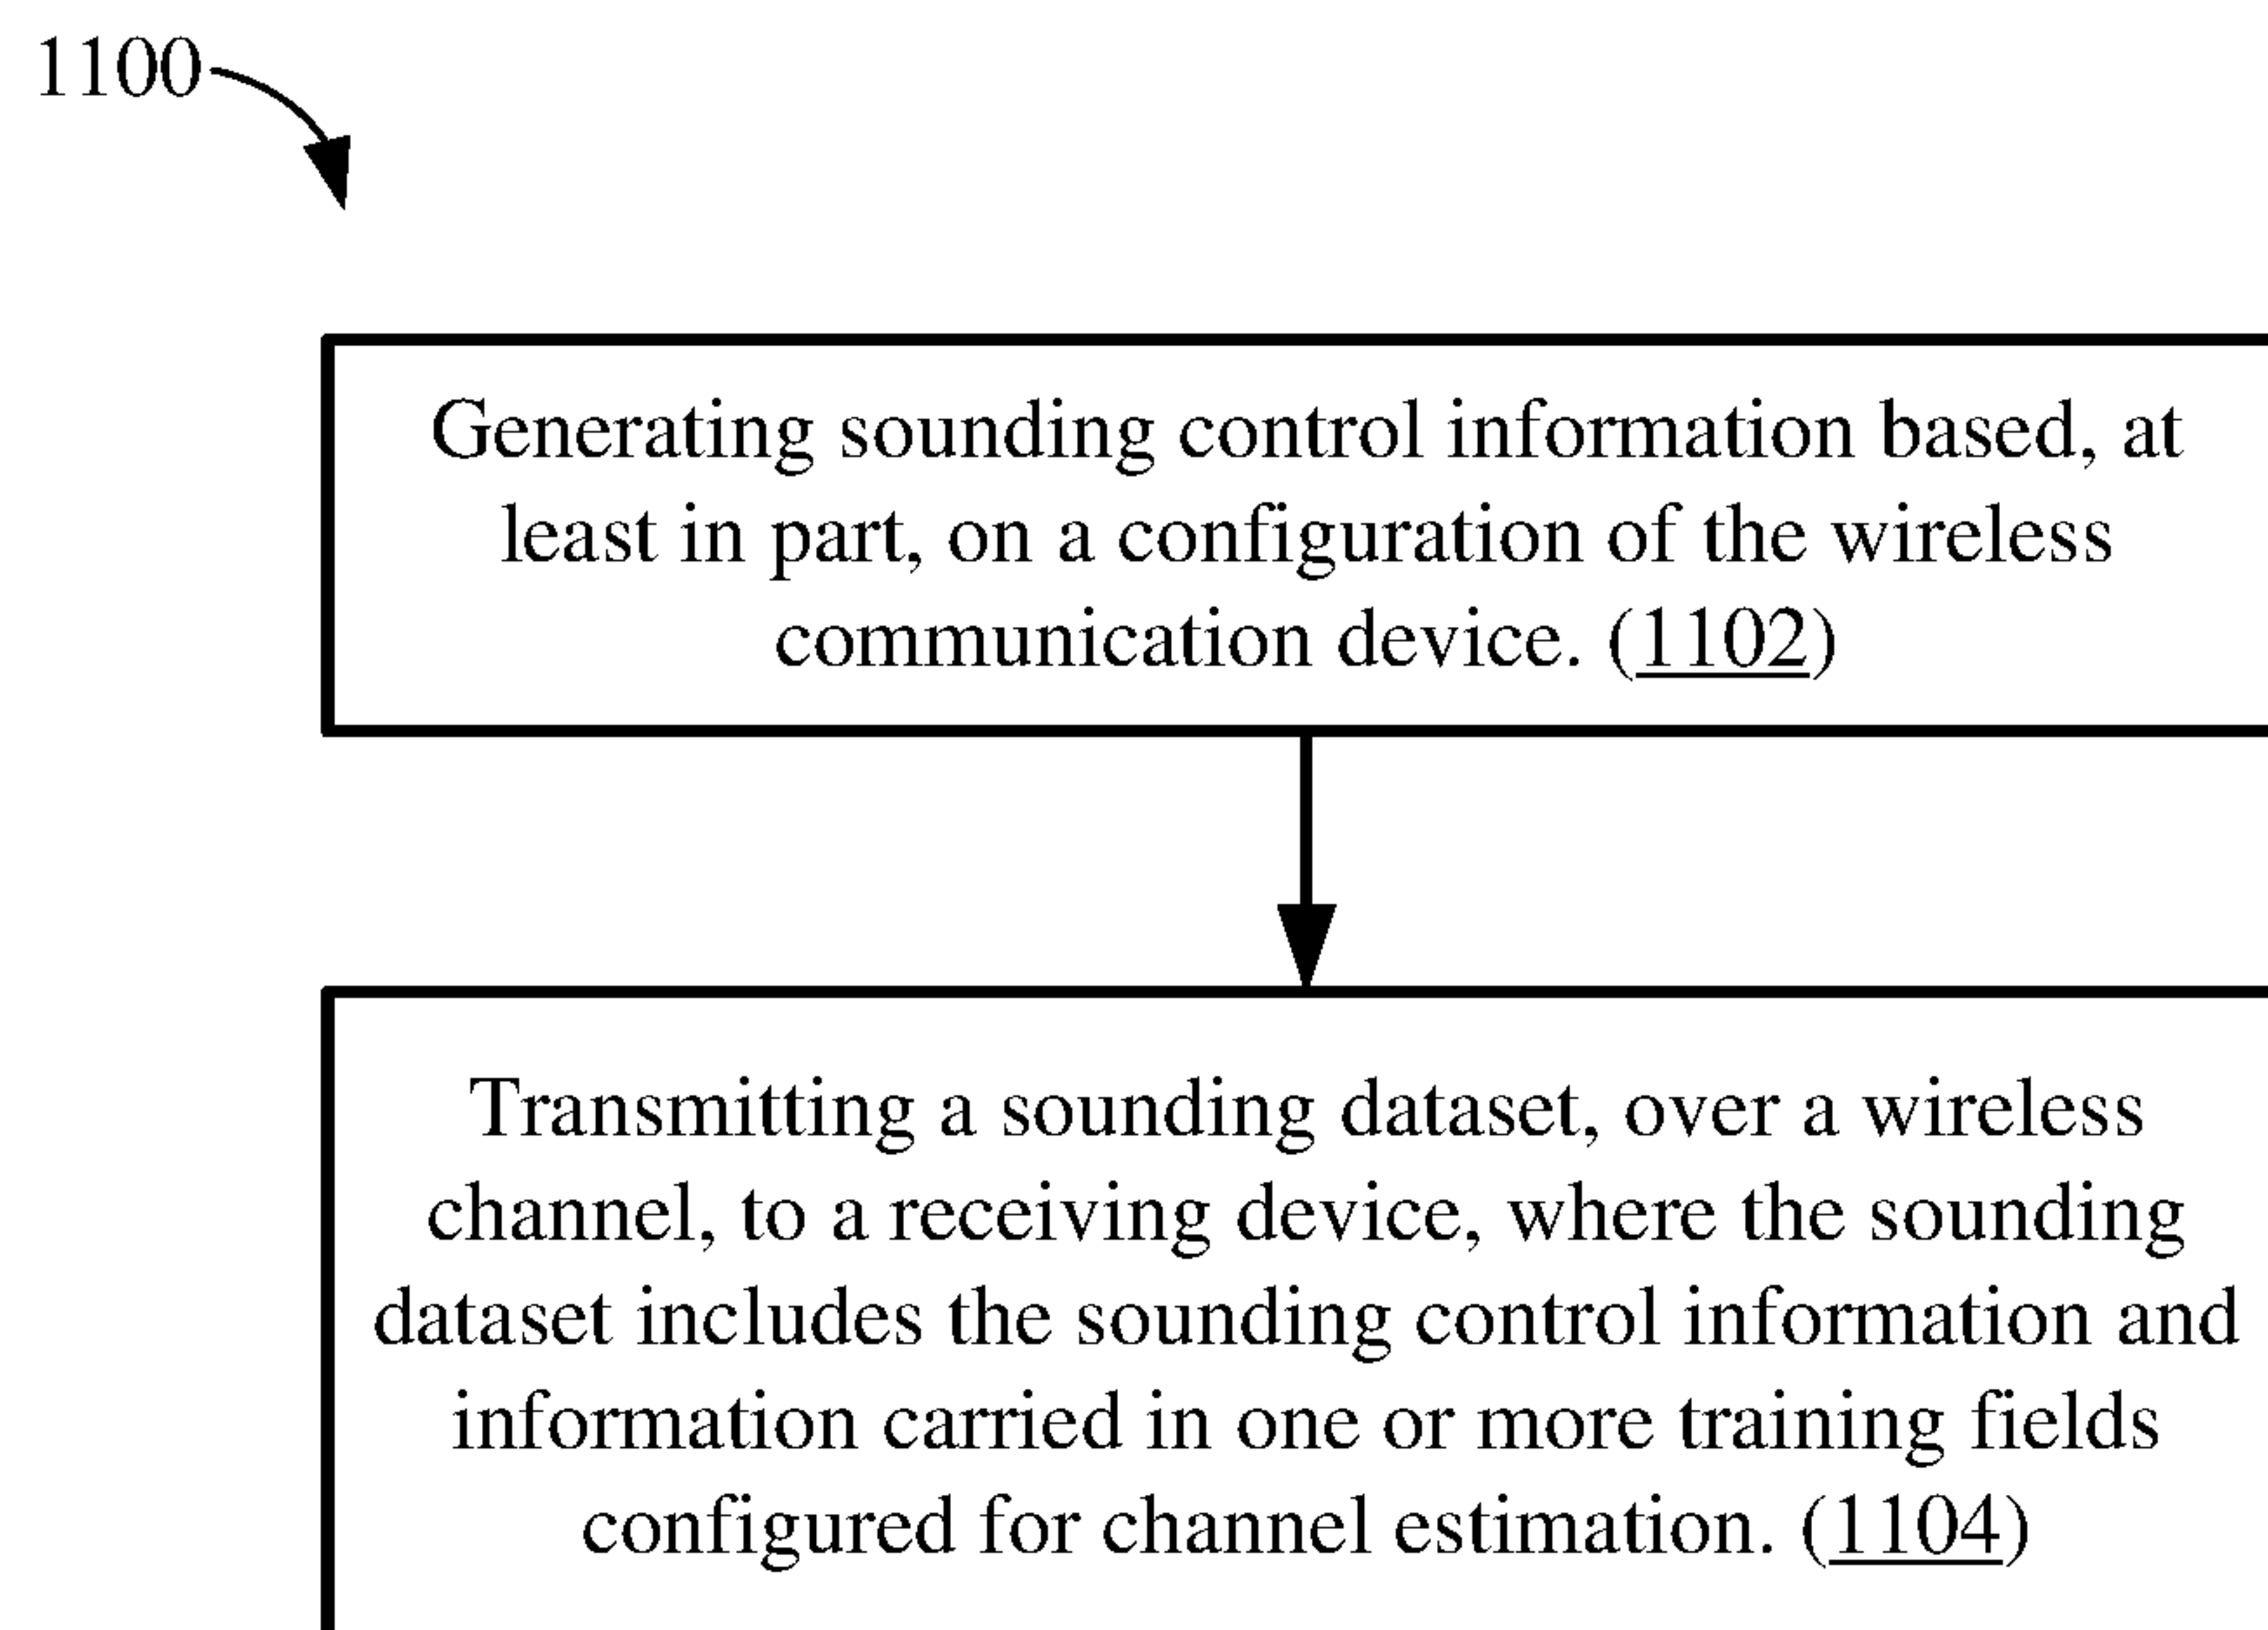 1100
Generating sounding control information based, at
least in part, on a configuration of the wireless
communication device. (1102)
Transmitting a sounding dataset, over a wireless
channel, to a receiving device, where the sounding
dataset includes the sounding control information and
information carried in one or more training fields
configured for channel estimation. (1104)